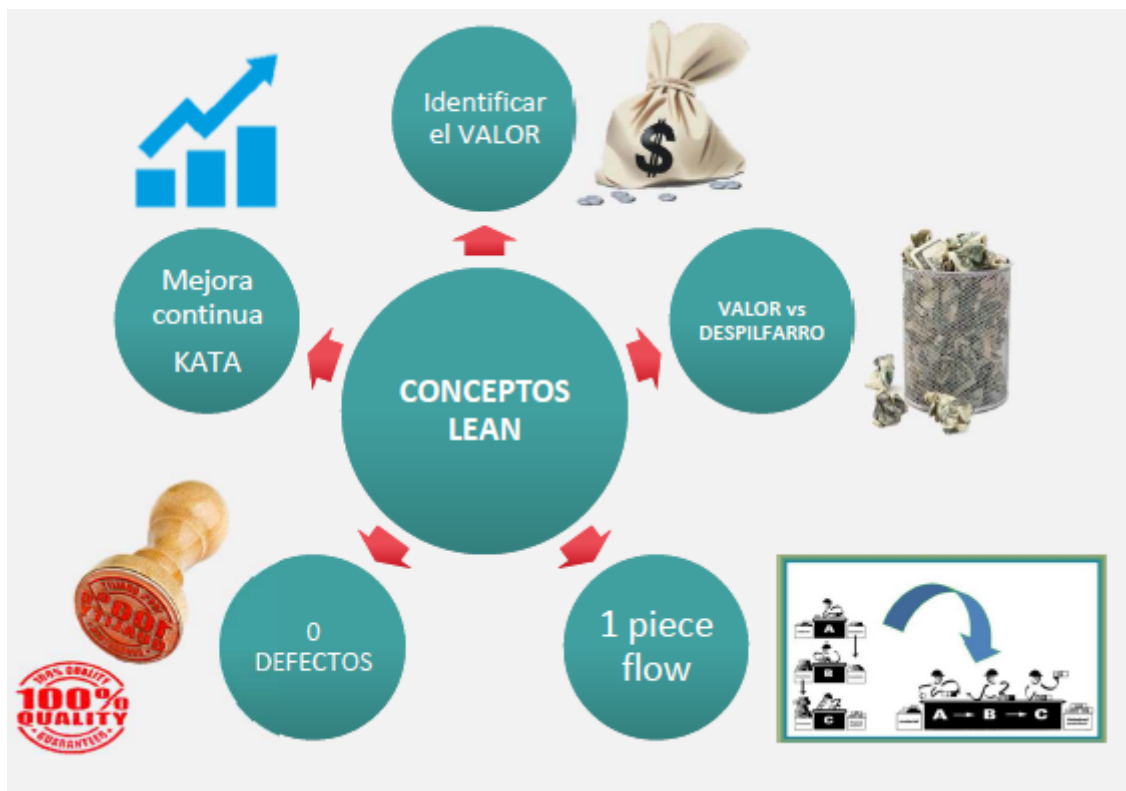 Identificar
el VALOR
$
Mejora
continua
KATA
VALOR vs
DESPILFARRO
CONCEPTOS
LEAN
0
DEFECTOS
1 piece
flow
100% QUALITY
100%
QUALITY
GUARANTEED
A
B
C
A → B → C